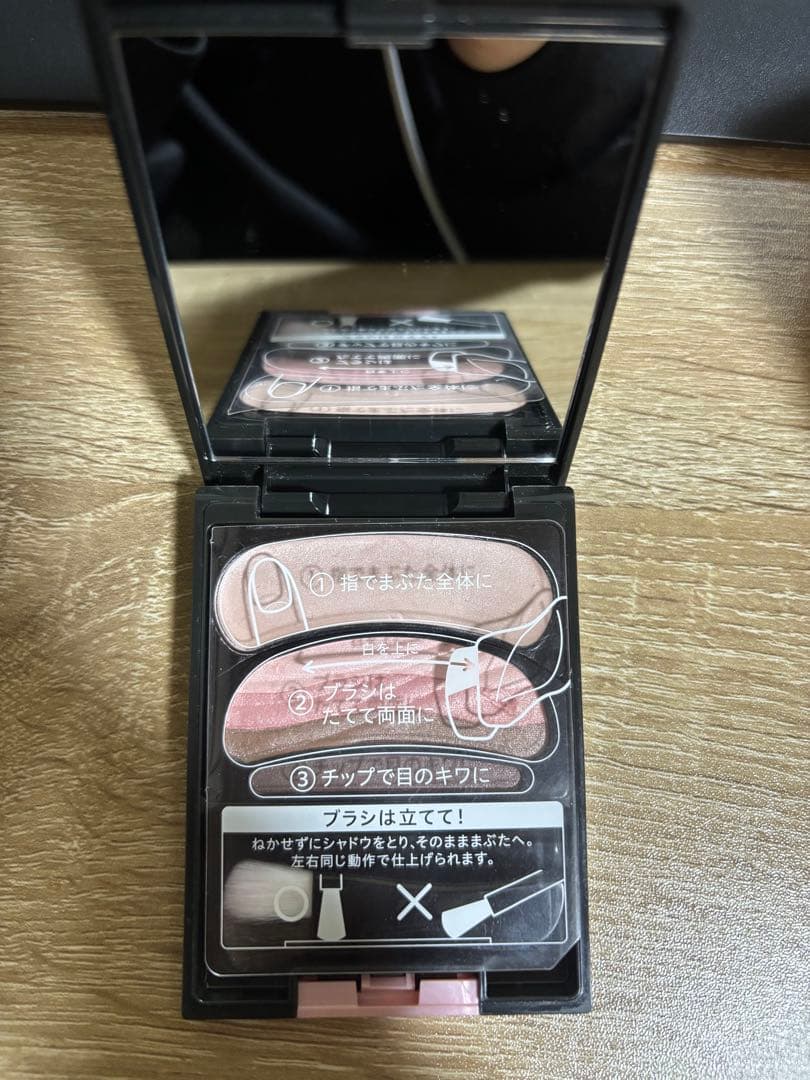 ① 指でまぶた全体に
白を上に
② ブラシは
たてて両面に
③ チップで目のキワに
ブラシは立てて!
ねかせずにシャドウをとり、そのまままぶたへ。
左右同じ動作で仕上げられます。